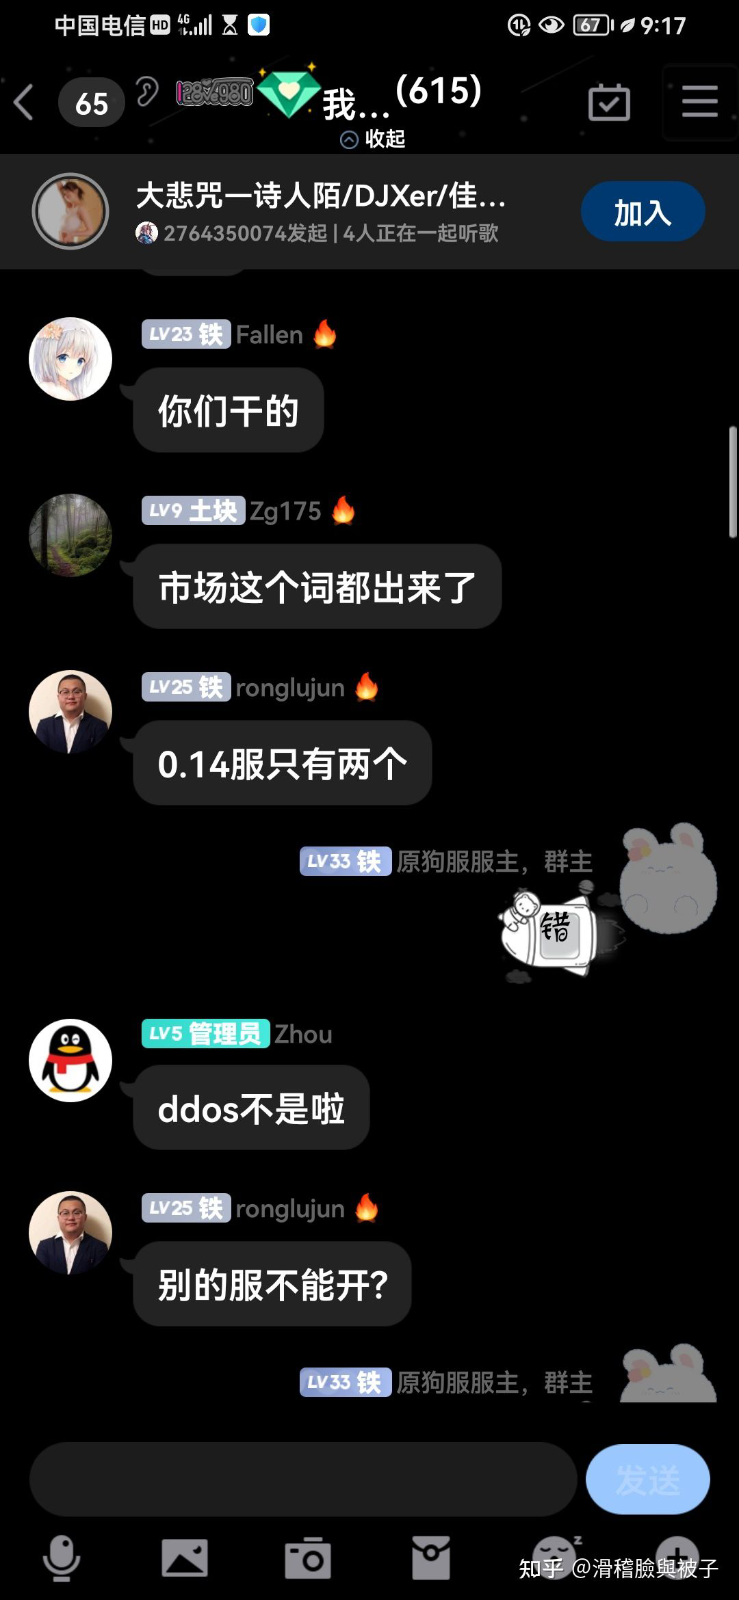 中国电信 HD 4G 67 9:17
65 我...(615)
收起
大悲咒一诗人陌/DJXer/佳...
2764350074发起 | 4人正在一起听歌
加入
LV23 铁 Fallen
你们干的
LV9 土块 Zg175
市场这个词都出来了
LV25 铁 ronglujun
0.14服只有两个
LV33 铁 原狗服服主，群主
错
LV5 管理员 Zhou
ddos不是啦
LV25 铁 ronglujun
别的服不能开?
LV33 铁 原狗服服主，群主
发送
知乎 @滑稽臉與被子